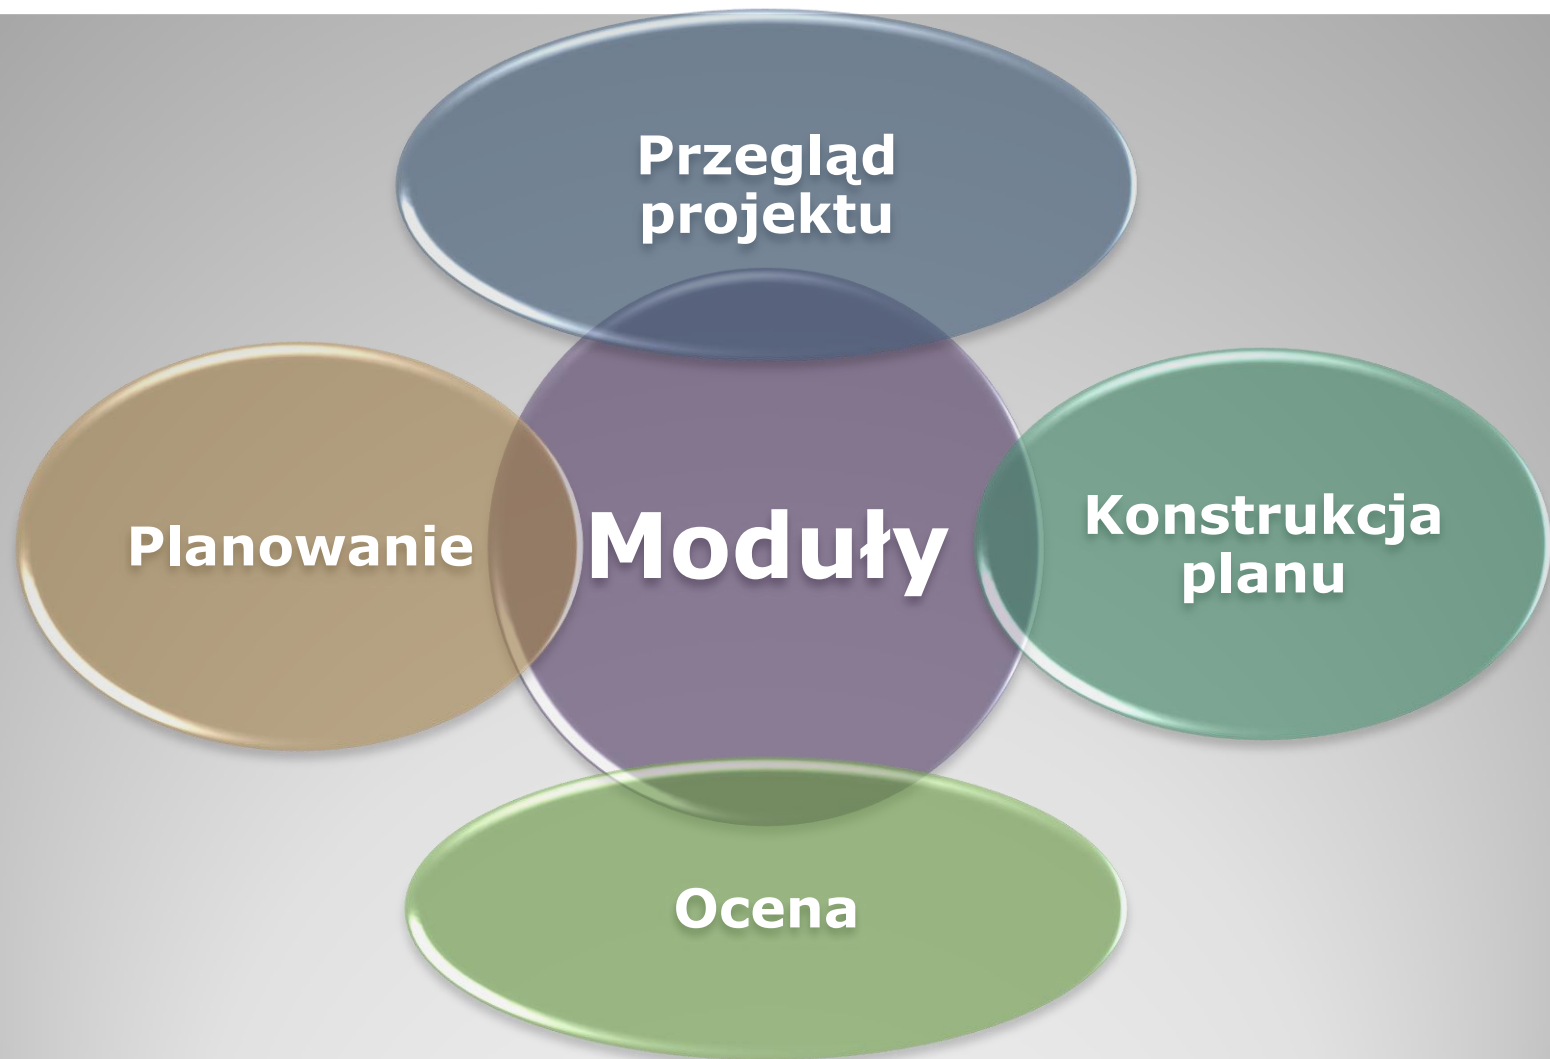 Przegląd
projektu
Planowanie
Moduły
Konstrukcja
planu
Ocena